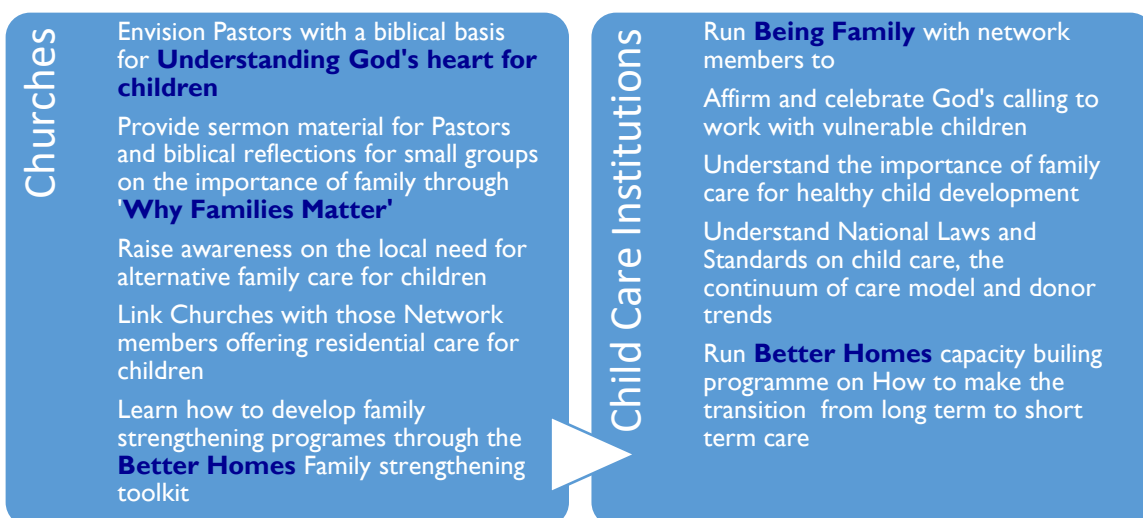 Churches
Envision Pastors with a biblical basis
for Understanding God's heart for
children
Provide sermon material for Pastors
and biblical reflections for small groups
on the importance of family through
'Why Families Matter'
Raise awareness on the local need for
alternative family care for children
Link Churches with those Network
members offering residential care for
children
Learn how to develop family
strengthening programes through the
Better Homes Family strengthening
toolkit
Child Care Institutions
Run Being Family with network
members to
Affirm and celebrate God's calling to
work with vulnerable children
Understand the importance of family
care for healthy child development
Understand National Laws and
Standards on child care, the
continuum of care model and donor
trends
Run Better Homes capacity builing
programme on How to make the
transition from long term to short
term care